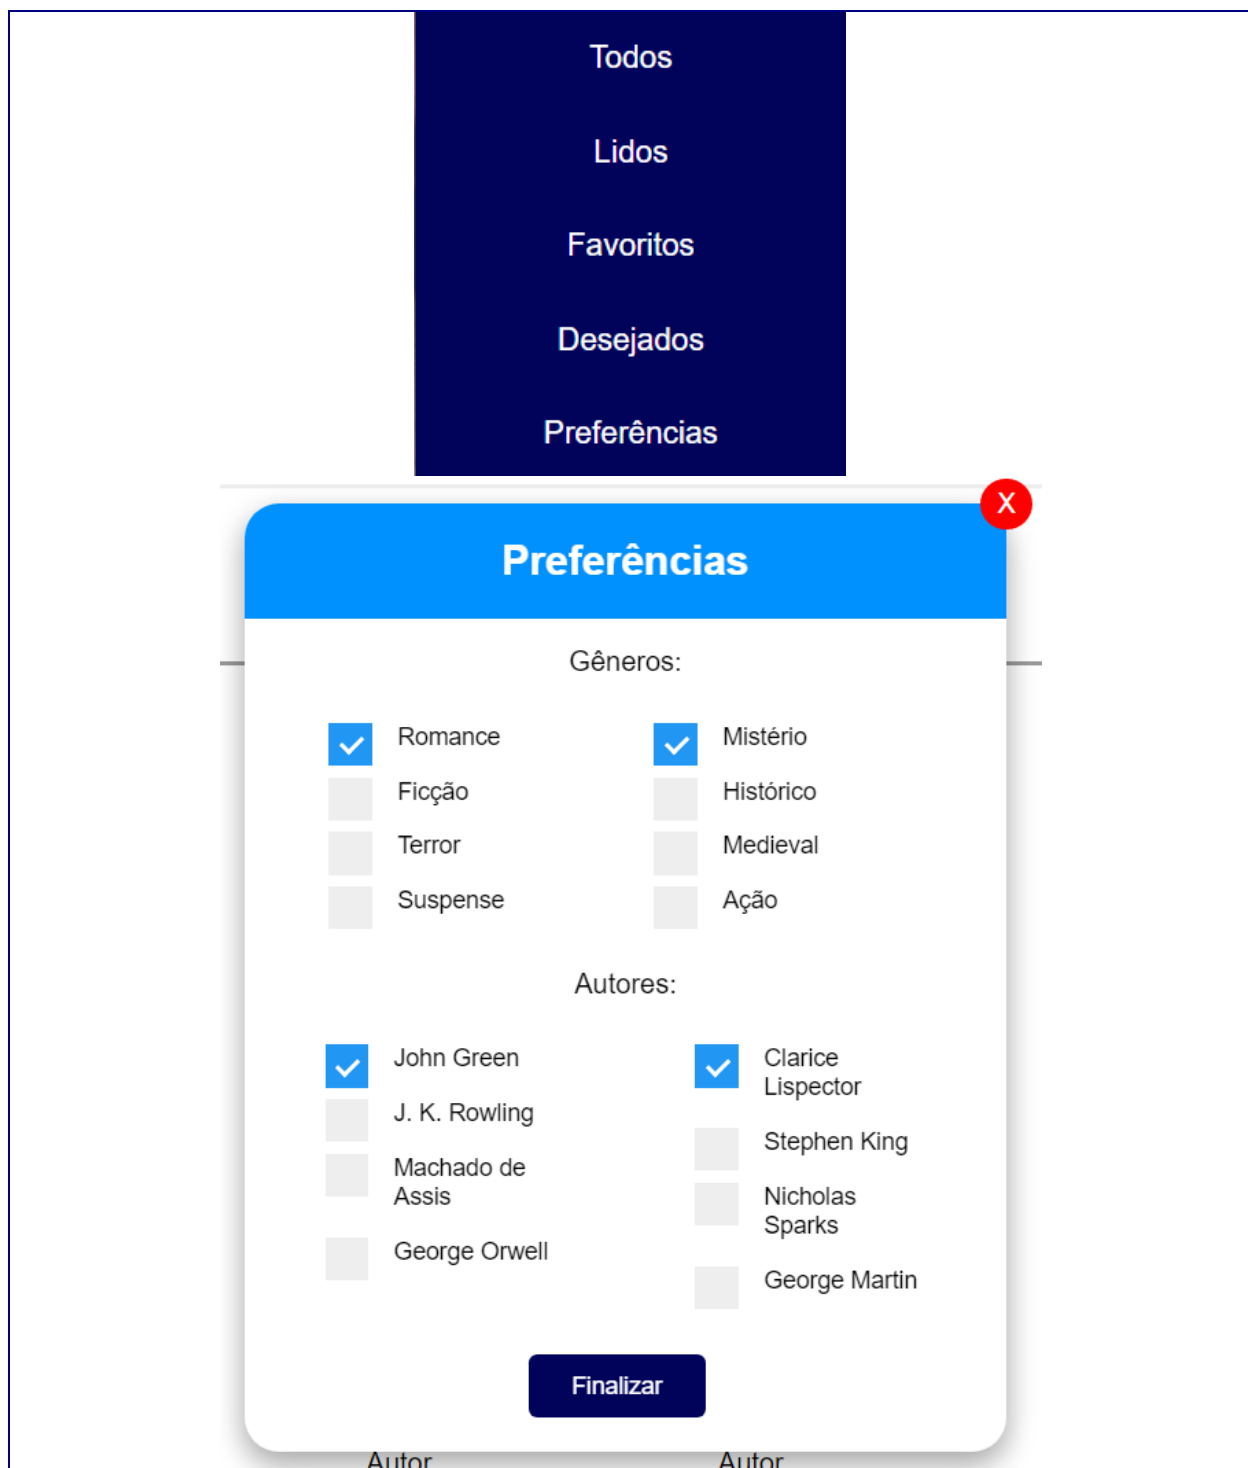 Todos
Lidos
Favoritos
Desejados
Preferências
X
Preferências
Gêneros:
Romance
Mistério
Ficção
Histórico
Terror
Medieval
Suspense
Ação
Autores:
John Green
Clarice
Lispector
J. K. Rowling
Stephen King
Machado de
Assis
Nicholas
Sparks
George Orwell
George Martin
Finalizar
Autor
Autor